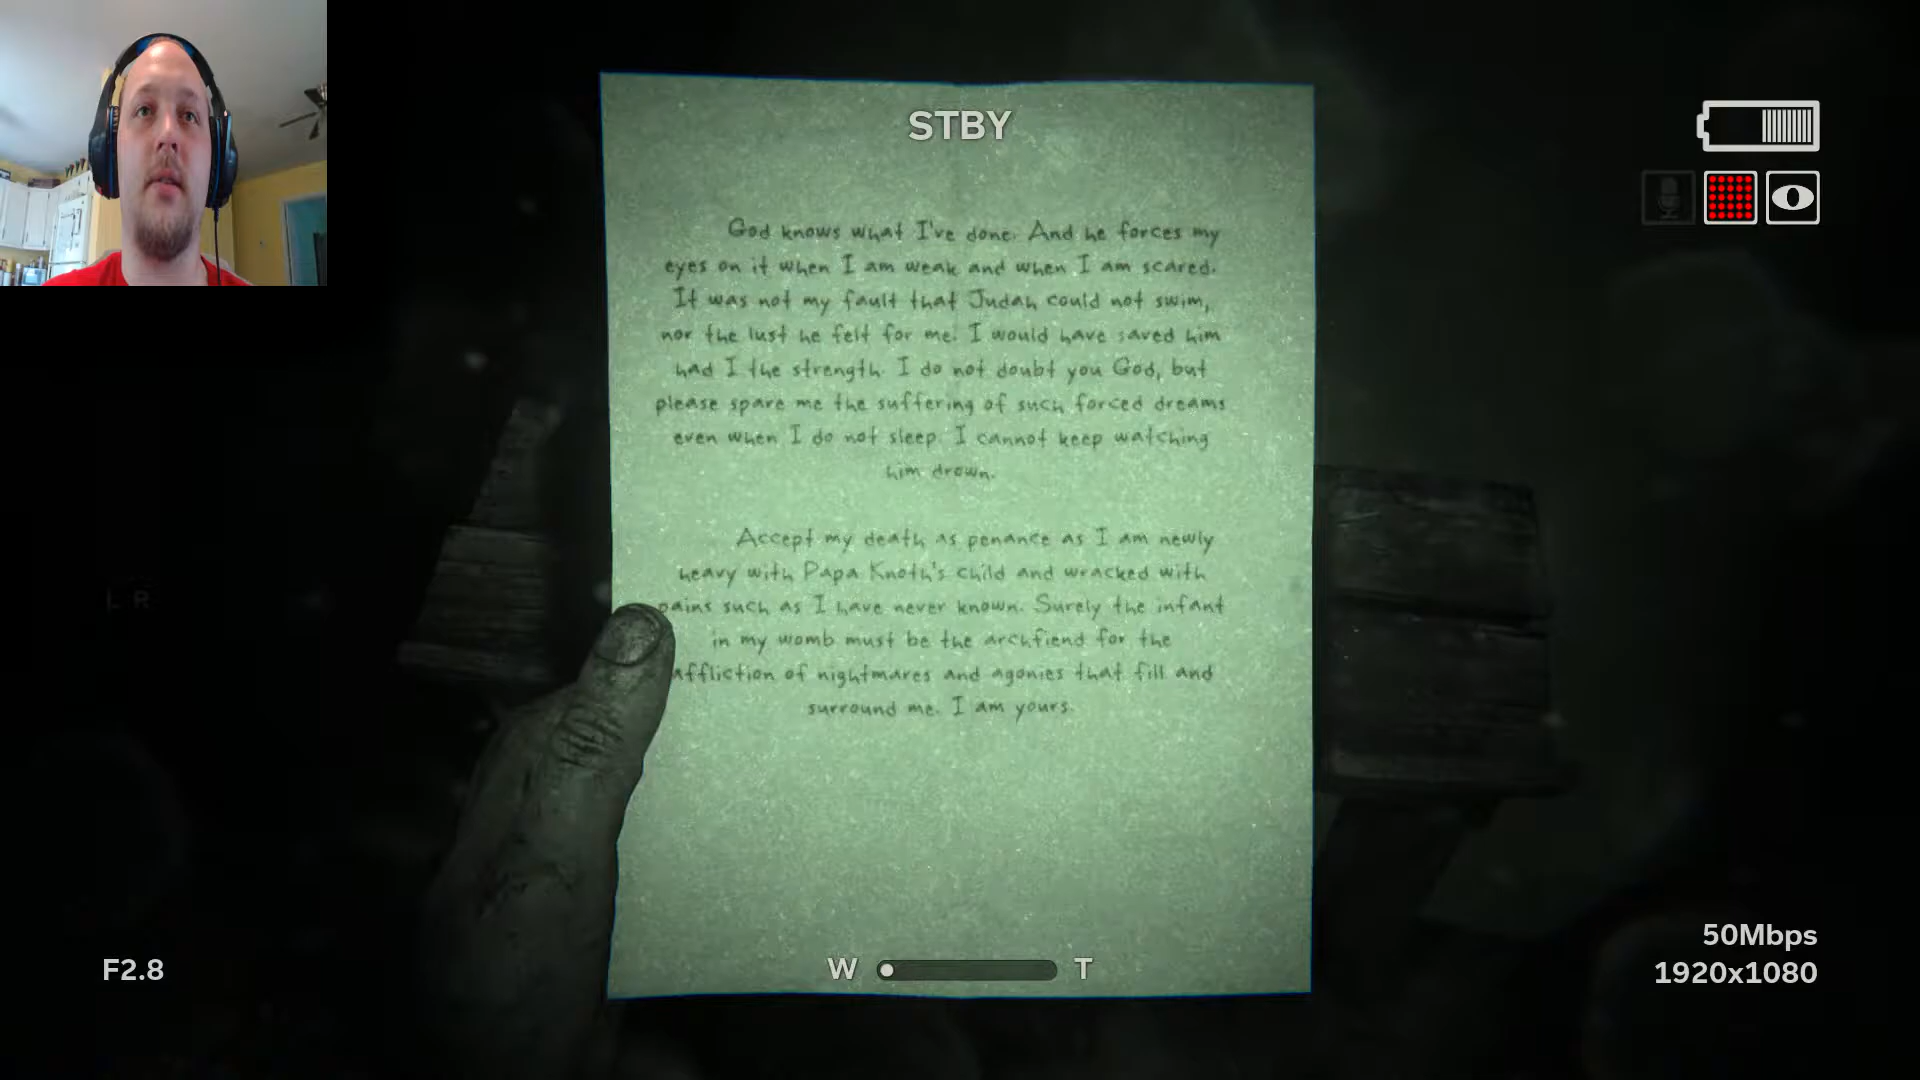 STBY
God knows what I've done. And he forces my
eyes on it when I am weak and when I am scared.
It was not my fault that Judah could not swim,
nor the lust he felt for me. I would have saved him
had I the strength. I do not doubt you God, but
please spare me the suffering of such forced dreams
even when I do not sleep. I cannot keep watching
him drown.
Accept my death as penance as I am newly
heavy with Papa Knoth's child and wracked with
pains such as I have never known. Surely the infant
in my womb must be the archfiend for the
affliction of nightmares and agonies that fill and
surround me. I am yours.
L R
F2.8
W T
50Mbps
1920x1080